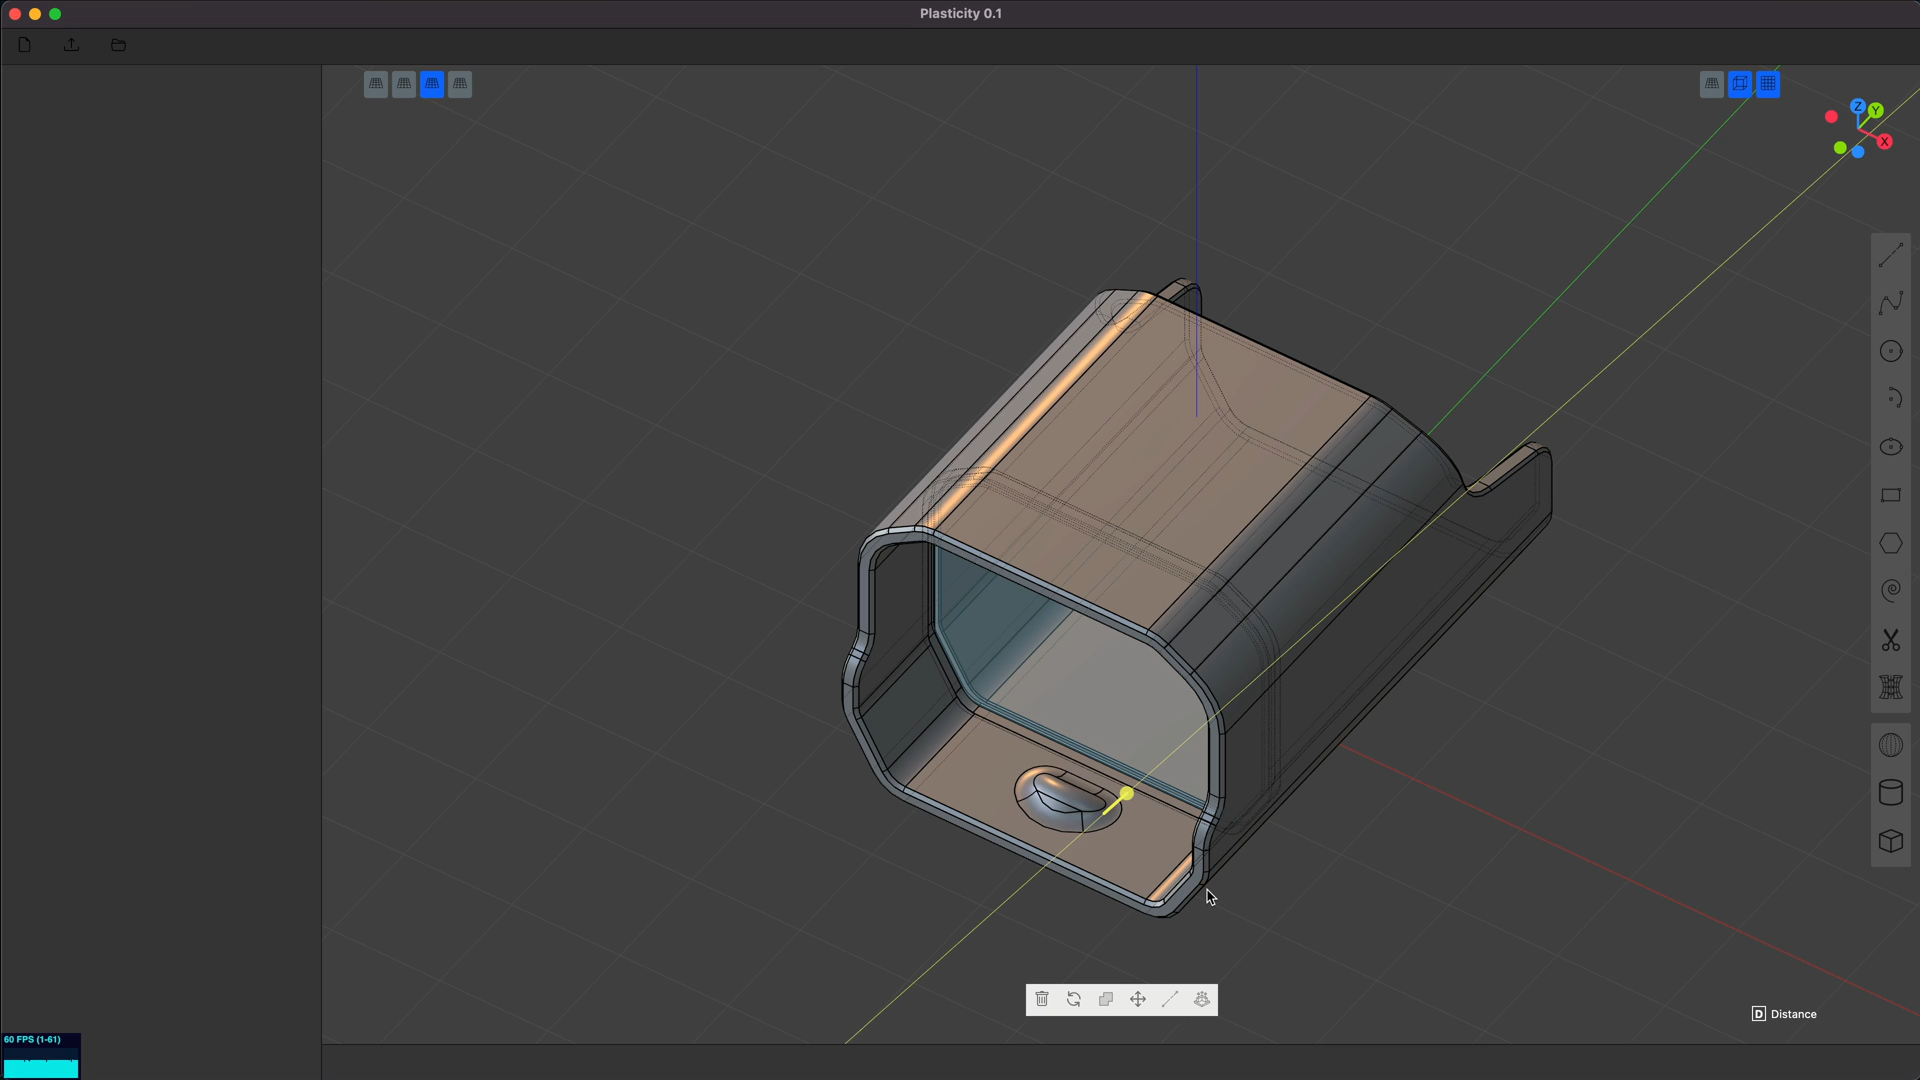 Plasticity 0.1
Z
Y
X
D Distance
60 FPS (1-61)